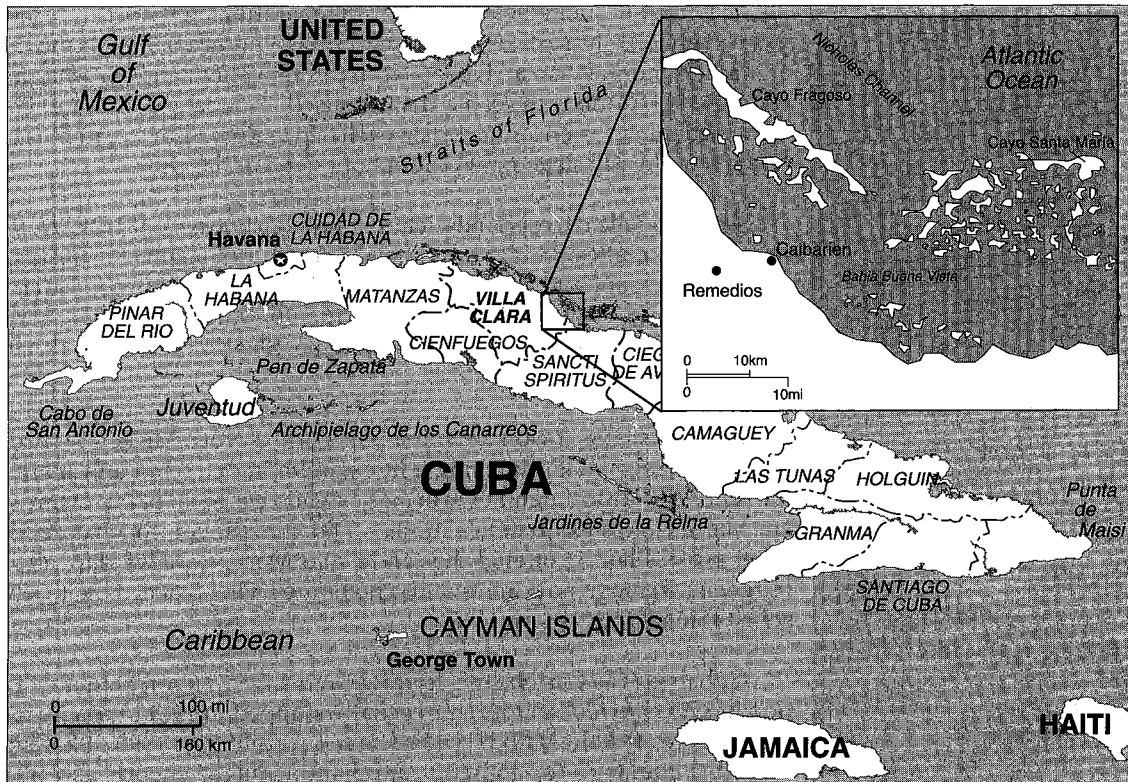 Gulf
of
Mexico
UNITED
STATES
Straits of Florida
Nicholas Channel
Atlantic
Ocean
Cayo Fragoso
Cayo Santa Maria
Caibarien
Bahia Buana Vista
Remedios
0 10km
0 10mi
CUIDAD DE
LA HABANA
Havana
LA
HABANA
PINAR
DEL RIO
MATANZAS
VILLA
CLARA
CIENFUEGOS
SANCTI
SPIRITUS
CIEG
DE AV
Pen de Zapata
Juventud
Cabo de
San Antonio
Archipielago de los Canarreos
CUBA
CAMAGUEY
LAS TUNAS
HOLGUIN
Punta
de
Maisi
Jardines de la Reina
GRANMA
SANTIAGO
DE CUBA
Caribbean
CAYMAN ISLANDS
George Town
0 100 mi
0 160 km
JAMAICA
HAITI